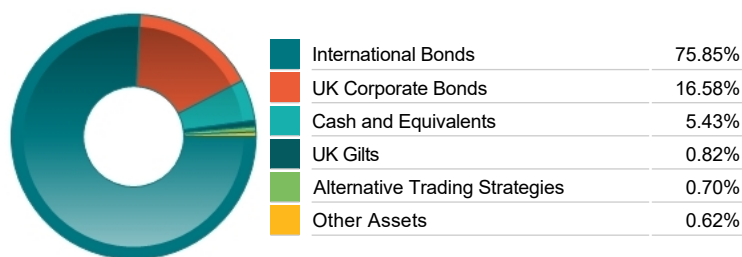 International Bonds 75.85%
UK Corporate Bonds 16.58%
Cash and Equivalents 5.43%
UK Gilts 0.82%
Alternative Trading Strategies 0.70%
Other Assets 0.62%